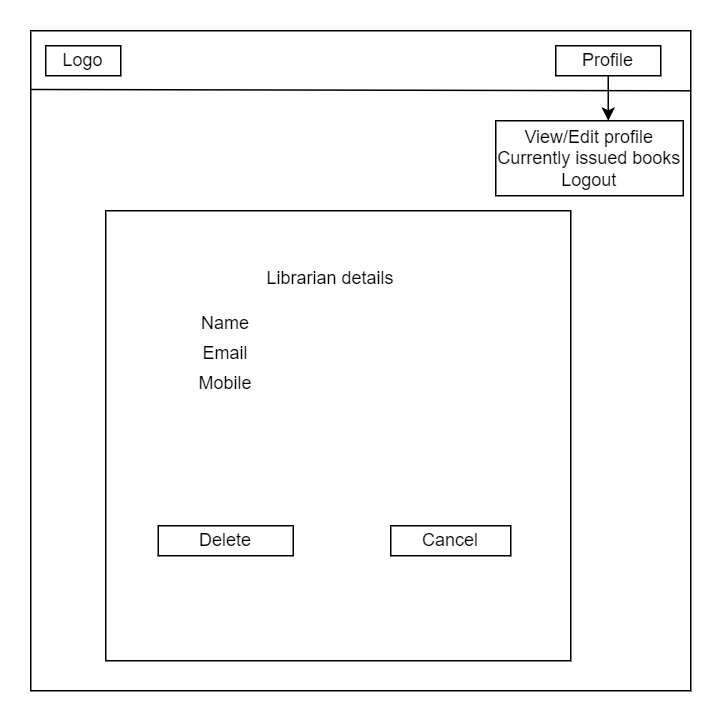 Logo
Profile
View/Edit profile
Currently issued books
Logout
Librarian details
Name
Email
Mobile
Delete
Cancel